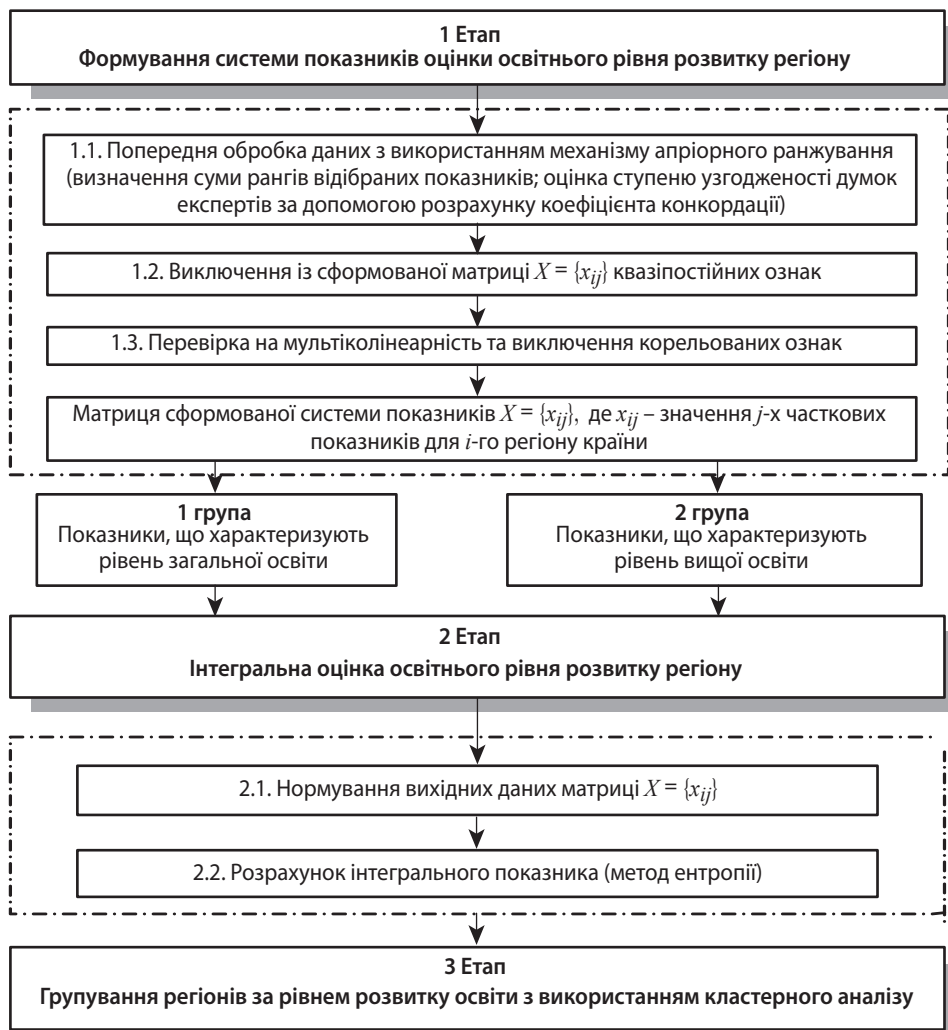 1 Етап
Формування системи показників оцінки освітнього рівня розвитку регіону
1.1. Попередня обробка даних з використанням механізму апріорного ранжування
(визначення суми рангів відібраних показників; оцінка ступеню узгодженості думок
експертів за допомогою розрахунку коефіцієнта конкордації)
1.2. Виключення із сформованої матриці X = {xij} квазіпостійних ознак
1.3. Перевірка на мультіколінеарність та виключення корельованих ознак
Матриця сформованої системи показників X = {xij}, де xij – значення j-х часткових
показників для i-го регіону країни
1 група
Показники, що характеризують
рівень загальної освіти
2 група
Показники, що характеризують
рівень вищої освіти
2 Етап
Інтегральна оцінка освітнього рівня розвитку регіону
2.1. Нормування вихідних даних матриці X = {xij}
2.2. Розрахунок інтегрального показника (метод ентропії)
3 Етап
Групування регіонів за рівнем розвитку освіти з використанням кластерного аналізу